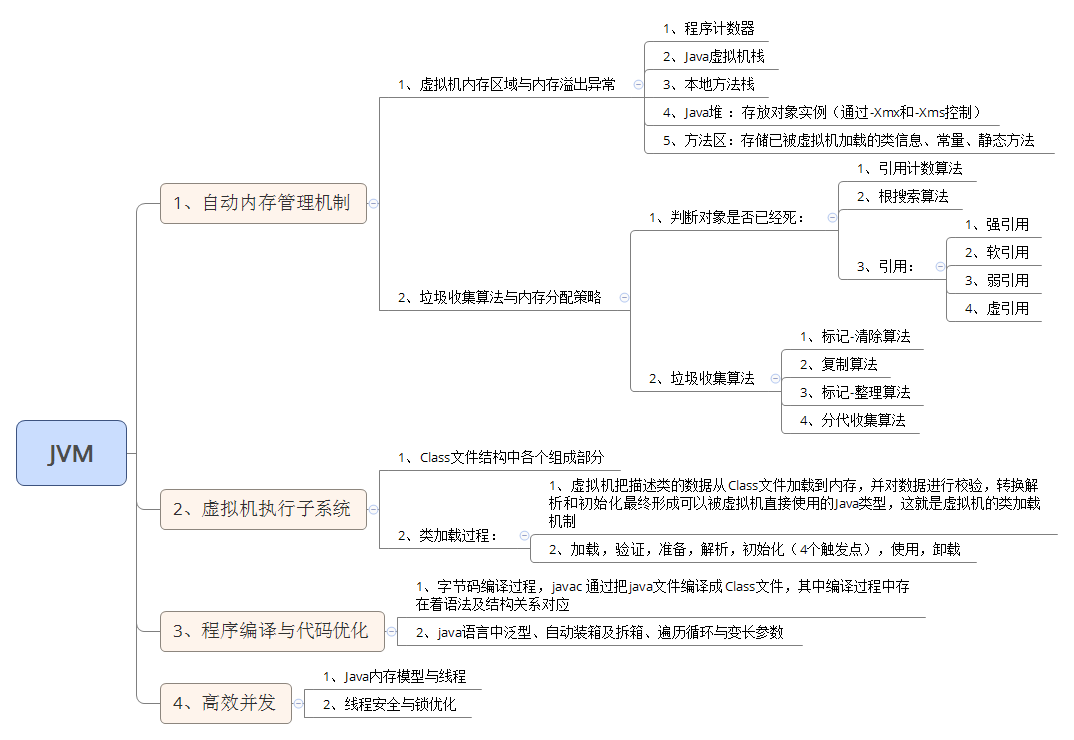 JVM
1、自动内存管理机制
1、虚拟机内存区域与内存溢出异常
1、程序计数器
2、Java虚拟机栈
3、本地方法栈
4、Java堆 ：存放对象实例（通过-Xmx和-Xms控制）
5、方法区：存储已被虚拟机加载的类信息、常量、静态方法
2、垃圾收集算法与内存分配策略
1、判断对象是否已经死：
1、引用计数算法
2、根搜索算法
3、引用：
1、强引用
2、软引用
3、弱引用
4、虚引用
2、垃圾收集算法
1、标记-清除算法
2、复制算法
3、标记-整理算法
4、分代收集算法
2、虚拟机执行子系统
1、Class文件结构中各个组成部分
2、类加载过程：
1、虚拟机把描述类的数据从Class文件加载到内存，并对数据进行校验，转换解
析和初始化最终形成可以被虚拟机直接使用的Java类型，这就是虚拟机的类加载
机制
2、加载，验证，准备，解析，初始化（4个触发点），使用，卸载
3、程序编译与代码优化
1、字节码编译过程，javac 通过把java文件编译成 Class文件，其中编译过程中存
在着语法及结构关系对应
2、java语言中泛型、自动装箱及拆箱、遍历循环与变长参数
4、高效并发
1、Java内存模型与线程
2、线程安全与锁优化